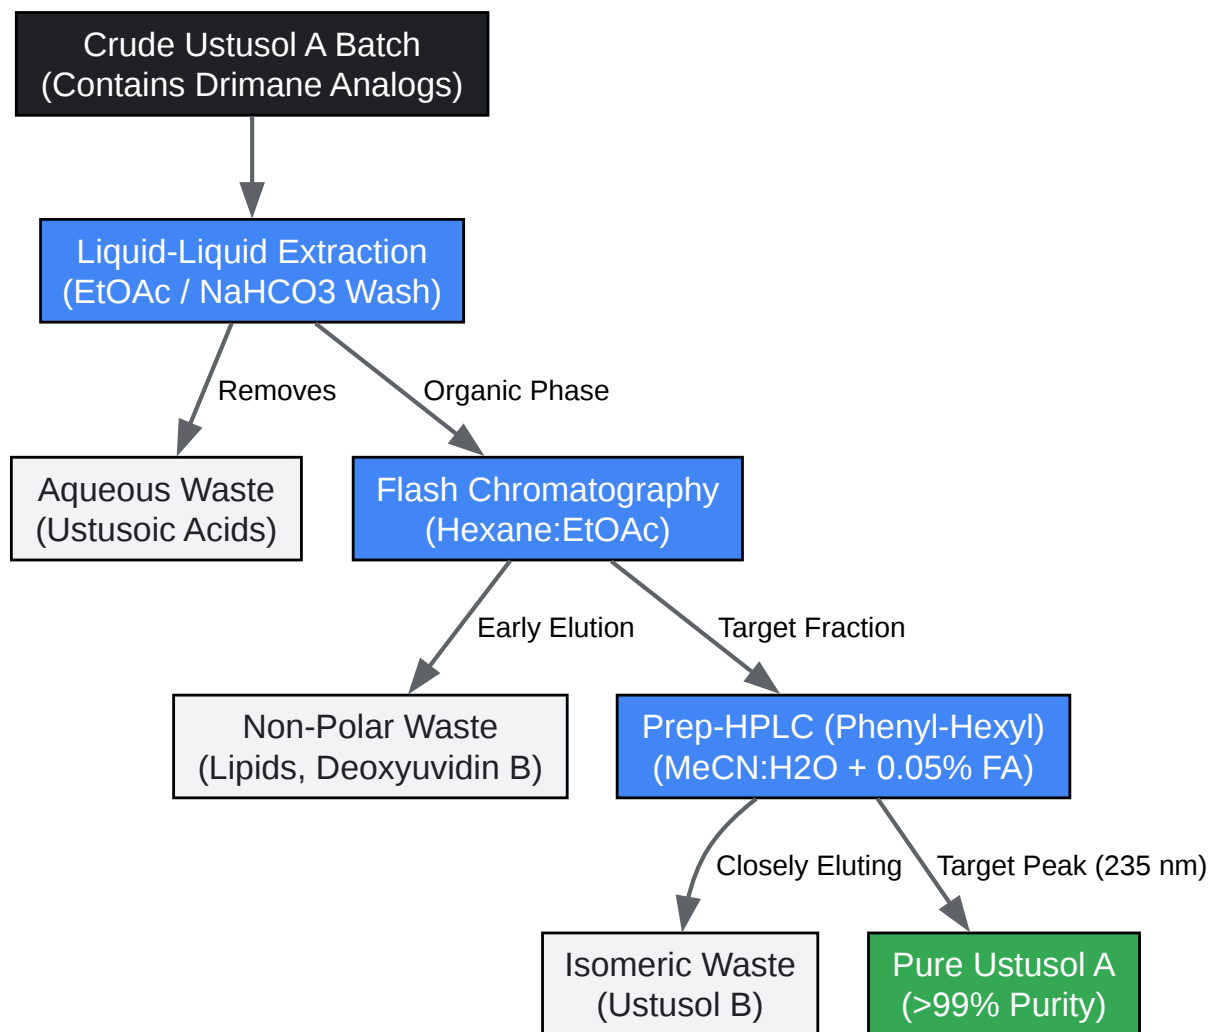 Crude Ustusol A Batch
(Contains Drimane Analogs)
Liquid-Liquid Extraction
(EtOAc / NaHCO3 Wash)
Removes
Organic Phase
Aqueous Waste
(Ustusoic Acids)
Flash Chromatography
(Hexane:EtOAc)
Early Elution
Target Fraction
Non-Polar Waste
(Lipids, Deoxyuvidin B)
Prep-HPLC (Phenyl-Hexyl)
(MeCN:H2O + 0.05% FA)
Closely Eluting
Target Peak (235 nm)
Isomeric Waste
(Ustusol B)
Pure Ustusol A
(>99% Purity)